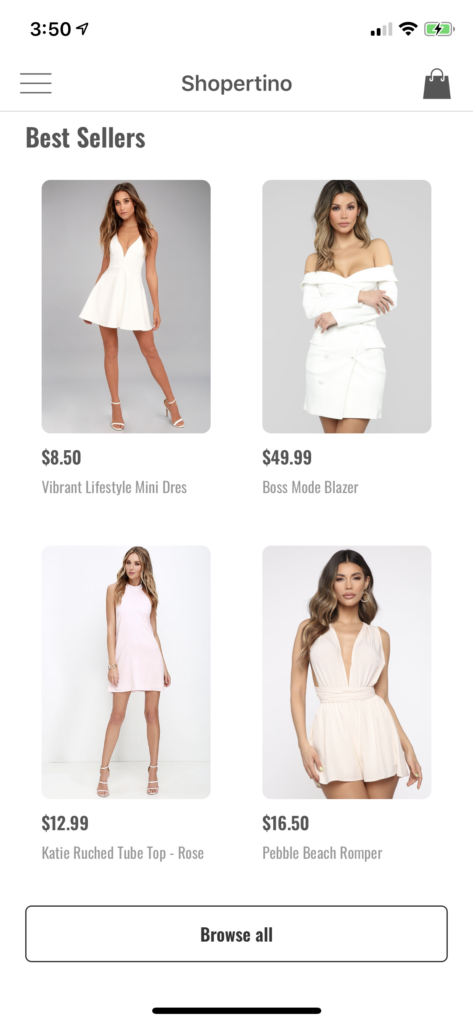 3:50
Shopertino
Best Sellers
$8.50
Vibrant Lifestyle Mini Dres
$49.99
Boss Mode Blazer
$12.99
Katie Ruched Tube Top - Rose
$16.50
Pebble Beach Romper
Browse all